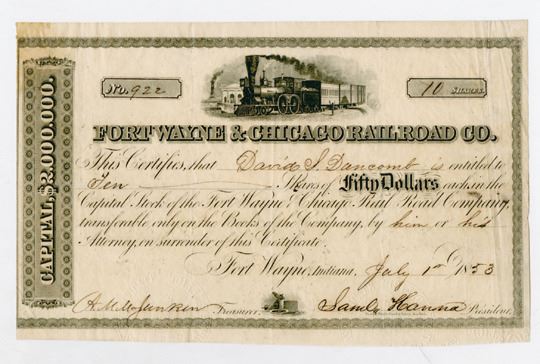 No. 922
10 SHARES.
FORT WAYNE & CHICAGO RAILROAD CO.
CAPITAL, $2,000,000.
This Certifies, that David S. Dancomb is entitled to
Ten Shares of Fifty Dollars each in the
Capital Stock of the Fort Wayne & Chicago Rail Road Company,
transferable only on the Books of the Company, by him or his
Attorney, on surrender of this Certificate.
Fort Wayne, Indiana, July 1st 1853
Treasurer. Saml. Hanna President.